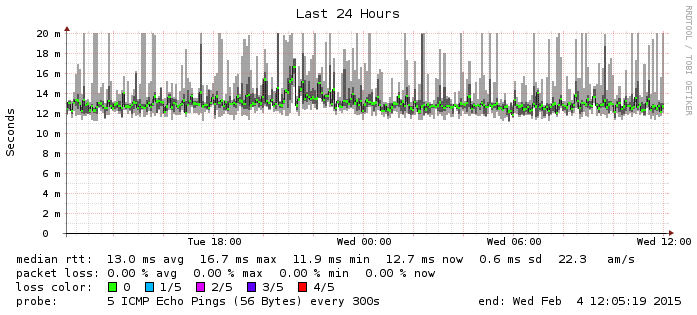 Last 24 Hours
RRDTOOL / TOBI OETIKER
Seconds
20 m
18 m
16 m
14 m
12 m
10 m
8 m
6 m
4 m
2 m
0
Tue 18:00 Wed 00:00 Wed 06:00 Wed 12:00
median rtt: 13.0 ms avg 16.7 ms max 11.9 ms min 12.7 ms now 0.6 ms sd 22.3 am/s
packet loss: 0.00 % avg 0.00 % max 0.00 % min 0.00 % now
loss color: 0 1/5 2/5 3/5 4/5
probe: 5 ICMP Echo Pings (56 Bytes) every 300s end: Wed Feb 4 12:05:19 2015